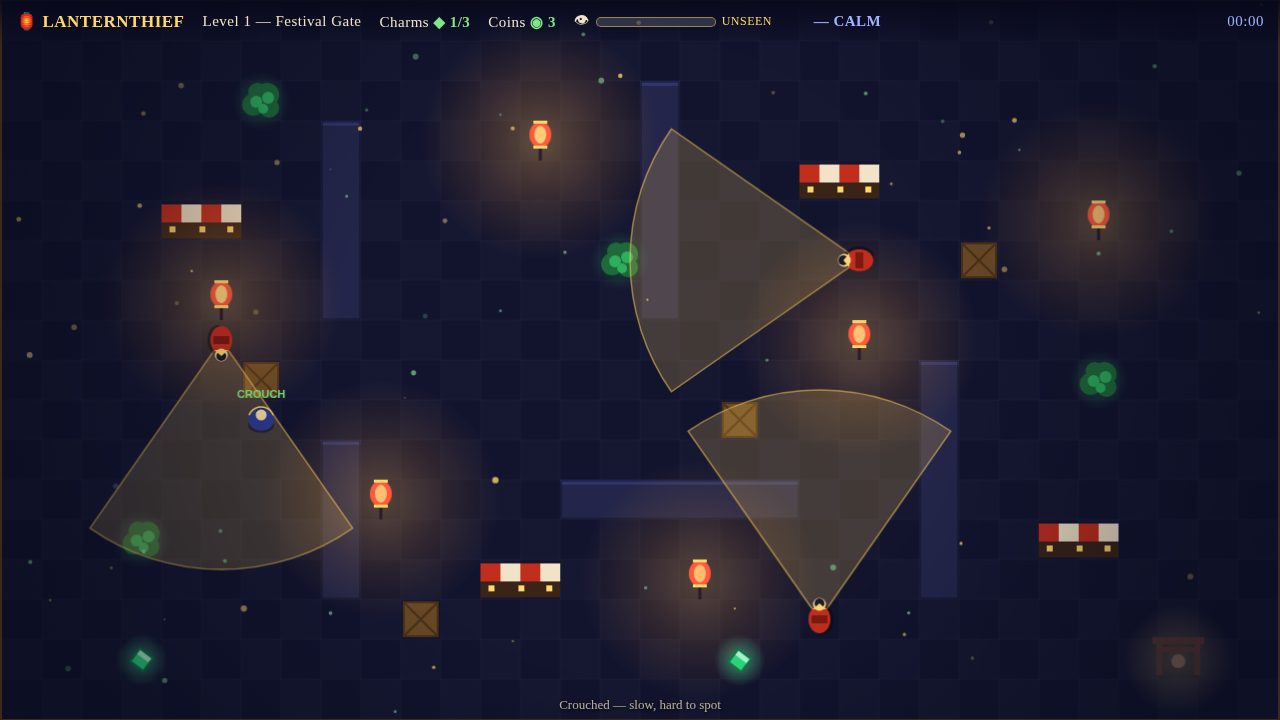 LANTERNTHIEF Level 1 — Festival Gate Charms ◆ 1/3 Coins ◉ 3 UNSEEN — CALM 00:00
CROUCH
Crouched — slow, hard to spot